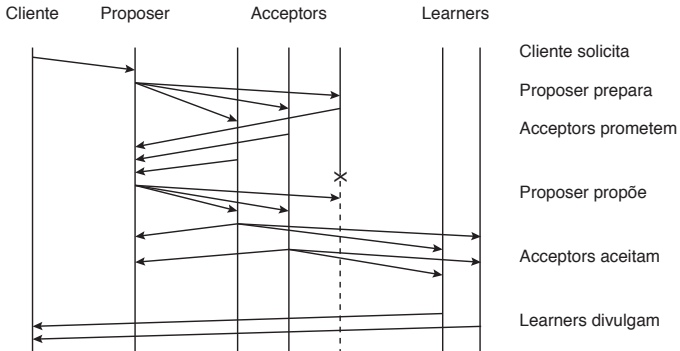 Cliente Proposer Acceptors Learners
Cliente solicita
Proposer prepara
Acceptors prometem
Proposer propõe
Acceptors aceitam
Learners divulgam